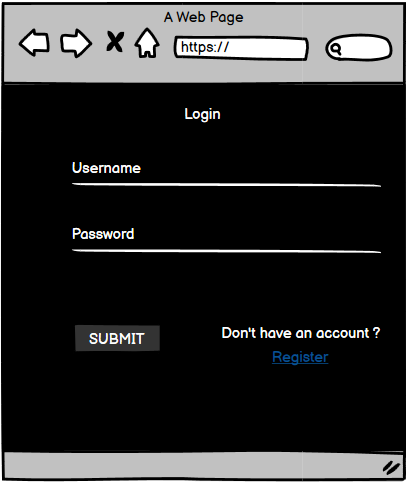 A Web Page
https://
Login
Username
Password
SUBMIT
Don't have an account ?
Register